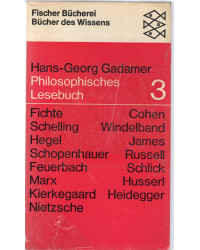 Fischer Bücherei
Bücher des Wissens
Hans-Georg Gadamer
Philosophisches
Lesebuch 3
Fichte Cohen
Schelling Windelband
Hegel James
Schopenhauer Russell
Feuerbach Schlick
Marx Husserl
Kierkegaard Heidegger
Nietzsche